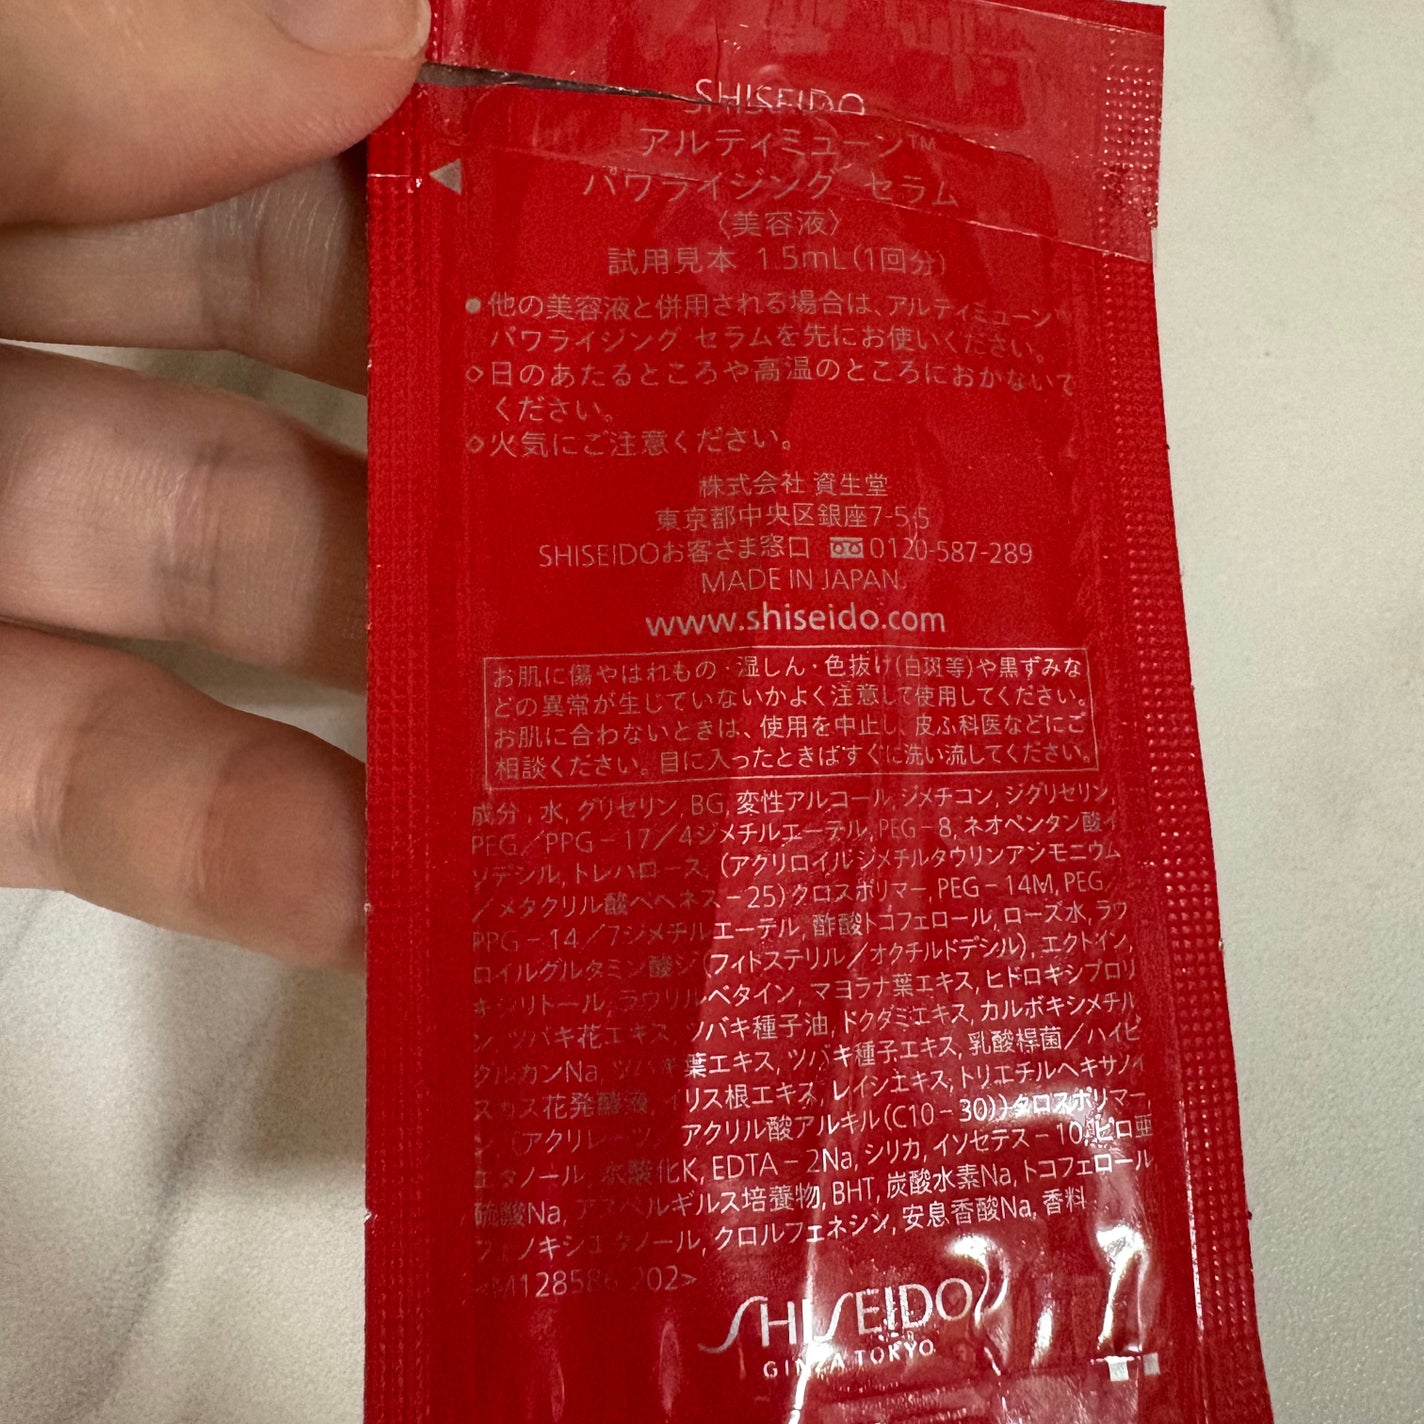 SHISEIDO
アルティミューン™
パワライジング セラム
〈美容液〉
試用見本 1.5mL(1回分)
●他の美容液と併用される場合は、アルティミューン
パワライジング セラムを先にお使いください。
◇日のあたるところや高温のところにおかないで
ください。
◇火気にご注意ください。
株式会社 資生堂
東京都中央区銀座7-5-5
SHISEIDOお客さま窓口 0120-587-289
MADE IN JAPAN
www.shiseido.com
お肌に傷やはれもの・湿しん・色抜け(白斑等)や黒ずみな
どの異常が生じていないかよく注意して使用してください。
お肌に合わないときは、使用を中止し、皮ふ科医などにご
相談ください。目に入ったときはすぐに洗い流してください。
成分, 水, グリセリン, BG, 変性アルコール, ジメチコン, ジグリセリン,
PEG/PPG-17/4ジメチルエーテル, PEG-8, ネオペンタン酸イ
ソデシル, トレハロース, (アクリロイルジメチルタウリンアンモニウム
/メタクリル酸ベヘネス-25)クロスポリマー, PEG-14M, PEG/
PPG-14/7ジメチルエーテル, 酢酸トコフェロール, ローズ水, ラウ
ロイルグルタミン酸ジ(フィトステリル/オクチルドデシル), エクトイン,
キシリトール, ラウリルベタイン, マヨラナ葉エキス, ヒドロキシプロリ
ン, ツバキ花エキス, ツバキ種子油, ドクダミエキス, カルボキシメチル
グルカンNa, ツバキ葉エキス, ツバキ種子エキス, 乳酸桿菌/ハイビ
スカス花発酵液, イリス根エキス, レイシエキス, トリエチルヘキサノイ
ン, (アクリレーツ/アクリル酸アルキル(C10-30))クロスポリマー,
エタノール, 水酸化K, EDTA-2Na, シリカ, イソセテス-10, ピロ亜
硫酸Na, アスペルギルス培養物, BHT, 炭酸水素Na, トコフェロール,
フェノキシエタノール, クロルフェネシン, 安息香酸Na, 香料
<M128586-202>
SHISEIDO
GINZA TOKYO